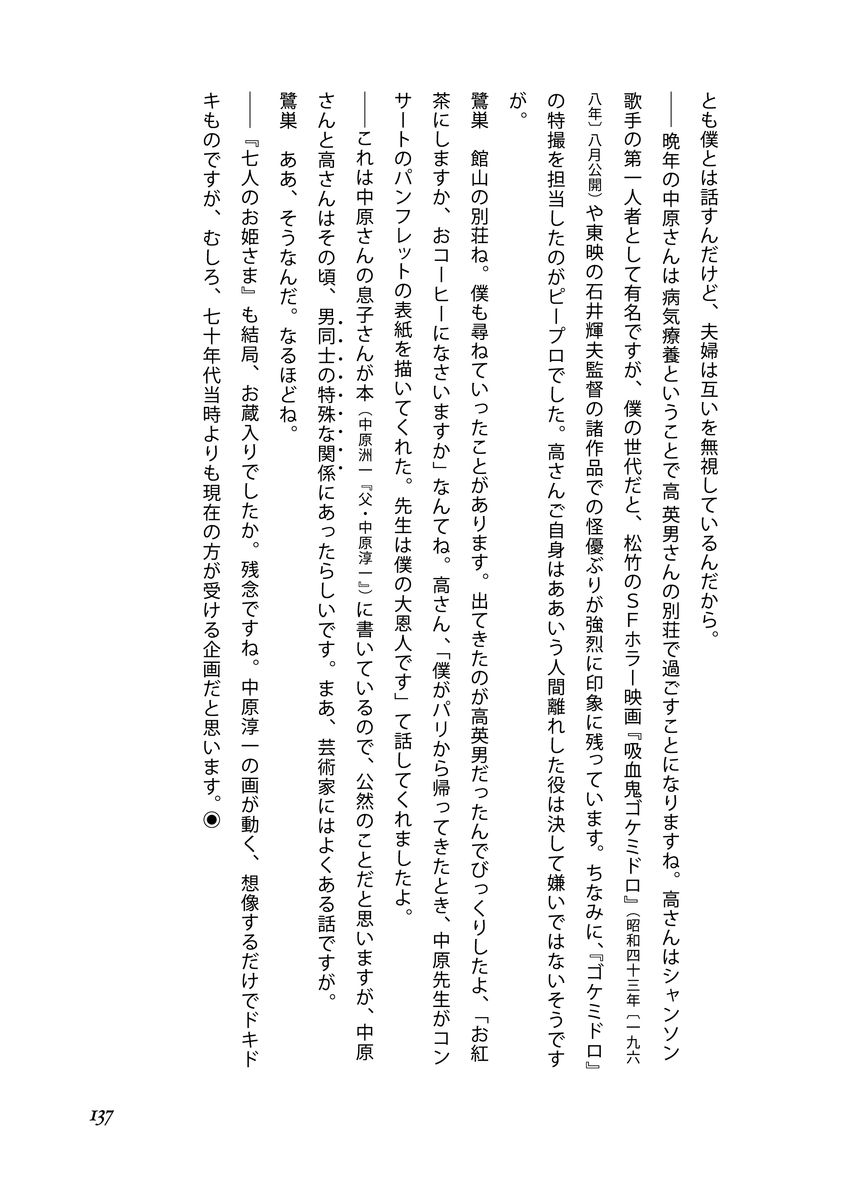 とも僕とは話すんだけど、夫婦は互いを無視しているんだから。
――晩年の中原さんは病気療養ということで高 英男さんの別荘で過ごすことになりますね。高さんはシャンソン
歌手の第一人者として有名ですが、僕の世代だと、松竹のＳＦホラー映画『吸血鬼ゴケミドロ』（昭和四十三年〔一九六
八年〕八月公開）や東映の石井輝夫監督の諸作品での怪優ぶりが強烈に印象に残っています。ちなみに、『ゴケミドロ』
の特撮を担当したのがピープロでした。高さんご自身はああいう人間離れした役は決して嫌いではないそうです
が。
鷺巣　館山の別荘ね。僕も尋ねていったことがあります。出てきたのが高英男だったんでびっくりしたよ、「お紅
茶にしますか、おコーヒーになさいますか」なんてね。高さん、「僕がパリから帰ってきたとき、中原先生がコン
サートのパンフレットの表紙を描いてくれた。先生は僕の大恩人です」て話してくれましたよ。
――これは中原さんの息子さんが本（中原洲一『父・中原淳一』）に書いているので、公然のことだと思いますが、中原
さんと高さんはその頃、男同士の特殊な関係にあったらしいです。まあ、芸術家にはよくある話ですが。
鷺巣　ああ、そうなんだ。なるほどね。
――『七人のお姫さま』も結局、お蔵入りでしたか。残念ですね。中原淳一の画が動く、想像するだけでドキド
キものですが、むしろ、七十年代当時よりも現在の方が受ける企画だと思います。◉
137